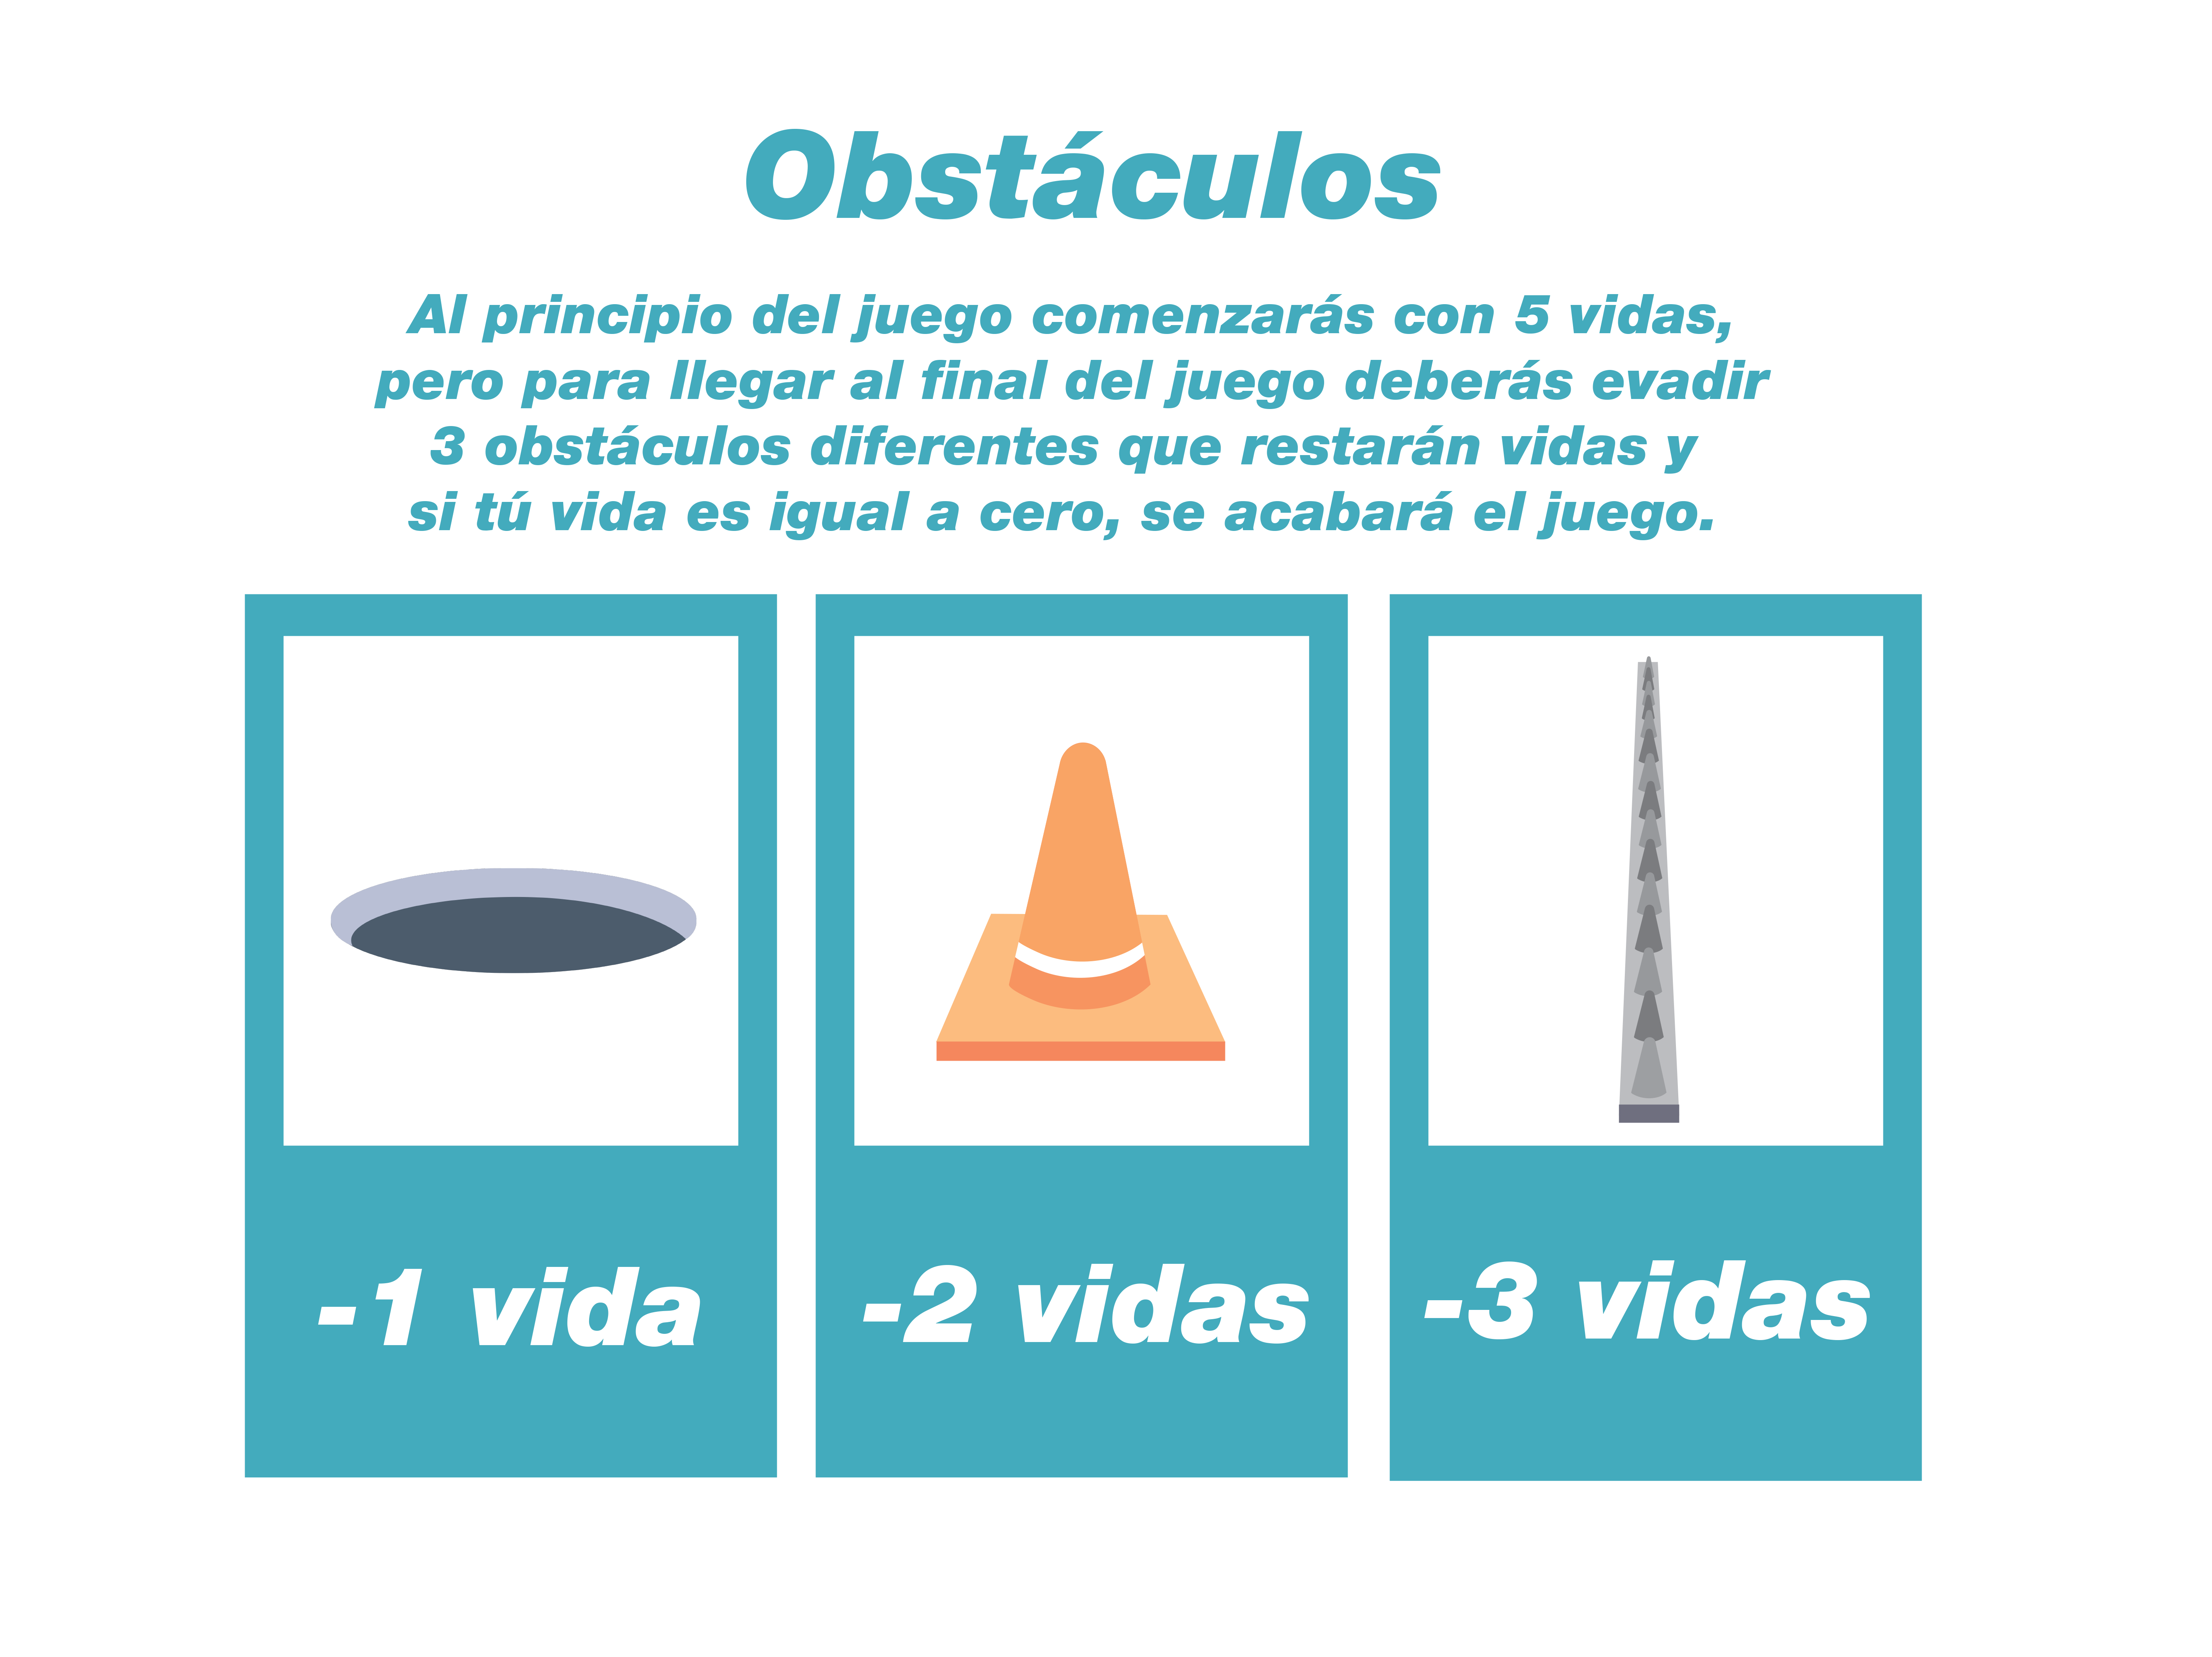 Obstáculos
Al principio del juego comenzarás con 5 vidas,
pero para llegar al final del juego deberás evadir
3 obstáculos diferentes que restarán vidas y
si tú vida es igual a cero, se acabará el juego.
-1 vida
-2 vidas
-3 vidas